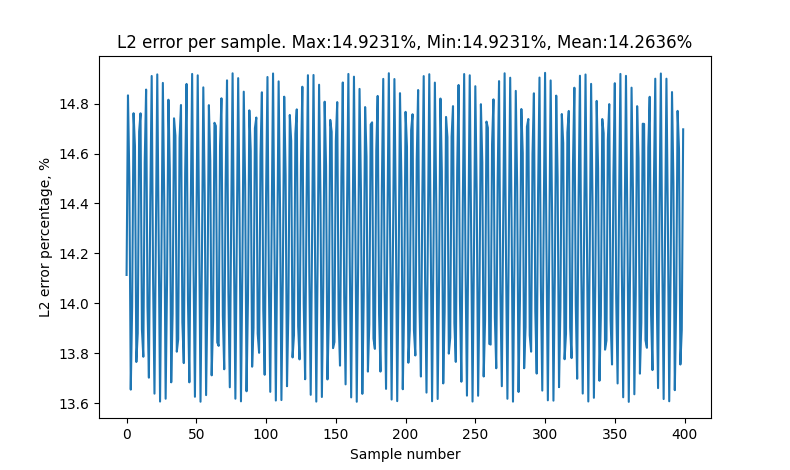 L2 error per sample. Max:14.9231%, Min:14.9231%, Mean:14.2636%
L2 error percentage, %
14.8
14.6
14.4
14.2
14.0
13.8
13.6
0 50 100 150 200 250 300 350 400
Sample number